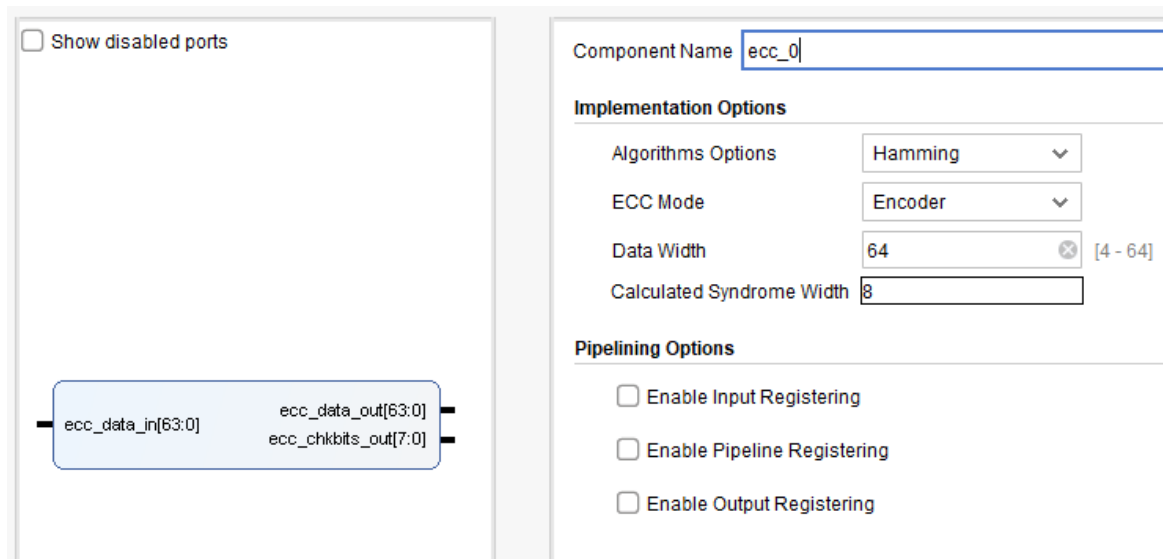 Show disabled ports
ecc_data_in[63:0]
ecc_data_out[63:0]
ecc_chkbits_out[7:0]
Component Name ecc_0
Implementation Options
Algorithms Options Hamming
ECC Mode Encoder
Data Width 64 [4 - 64]
Calculated Syndrome Width 8
Pipelining Options
Enable Input Registering
Enable Pipeline Registering
Enable Output Registering